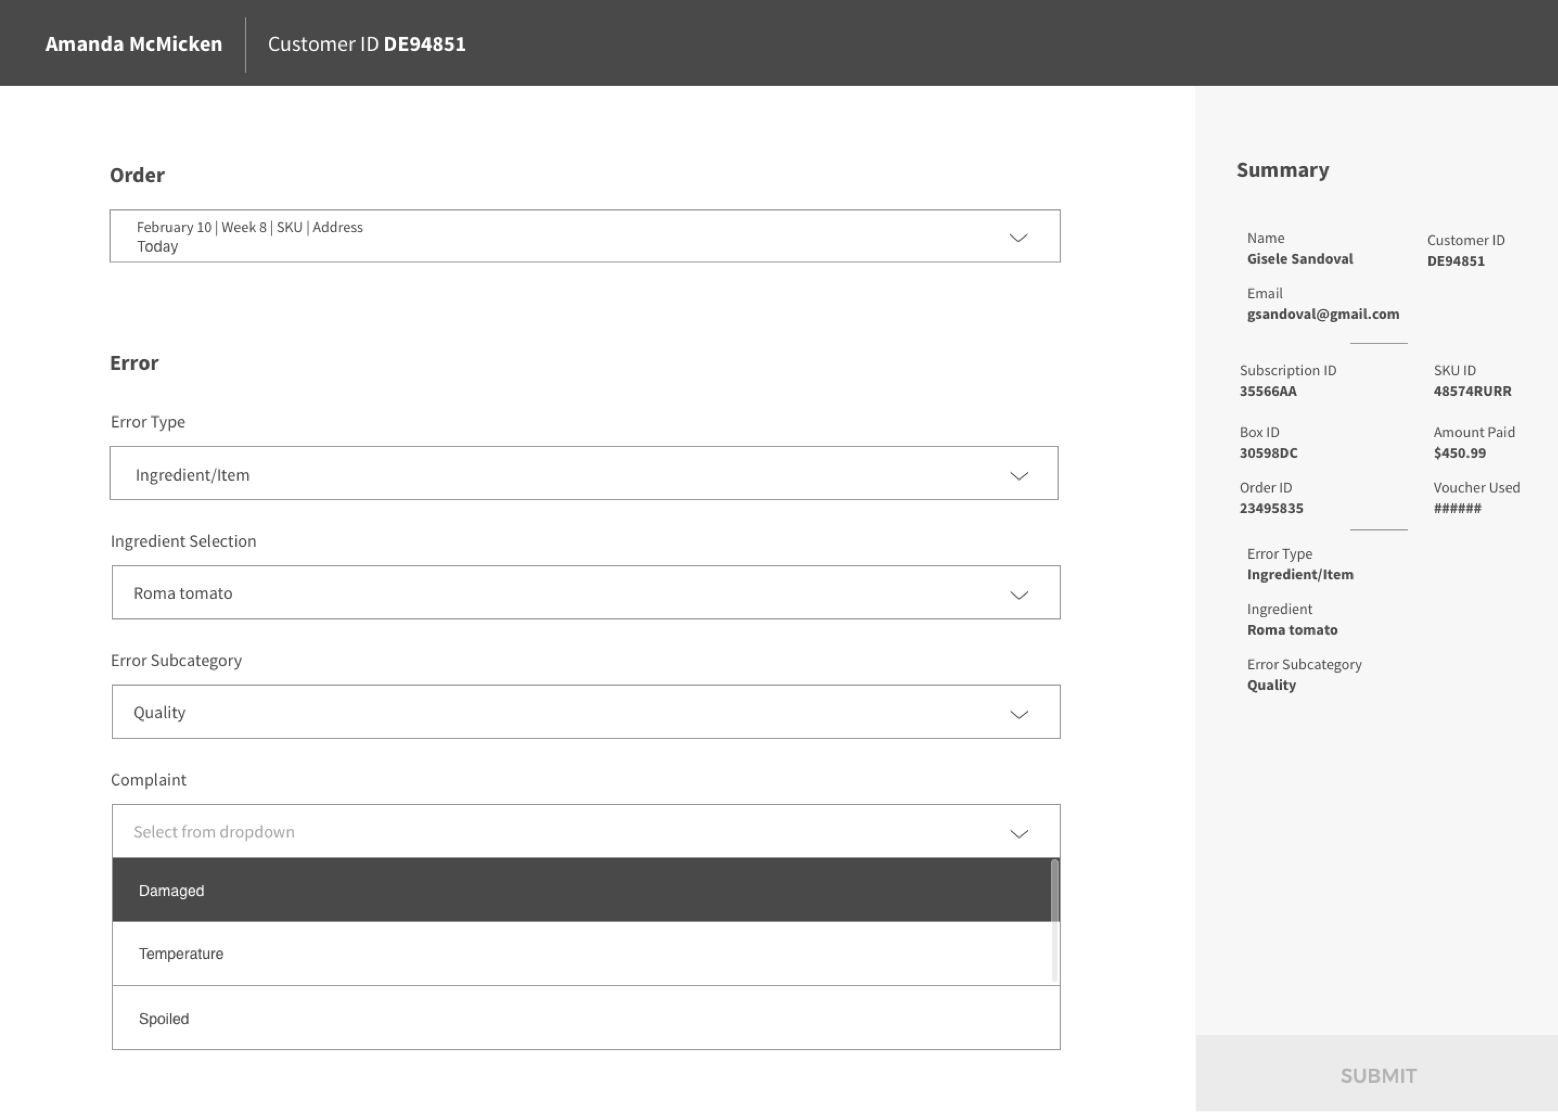 Amanda McMicken
Customer ID DE94851
Order
February 10 | Week 8 | SKU | Address
Today
Error
Error Type
Ingredient/Item
Ingredient Selection
Roma tomato
Error Subcategory
Quality
Complaint
Select from dropdown
Damaged
Temperature
Spoiled
Summary
Name
Gisele Sandoval
Customer ID
DE94851
Email
gsandoval@gmail.com
Subscription ID
35566AA
SKU ID
48574RURR
Box ID
30598DC
Amount Paid
$450.99
Order ID
23495835
Voucher Used
######
Error Type
Ingredient/Item
Ingredient
Roma tomato
Error Subcategory
Quality
SUBMIT